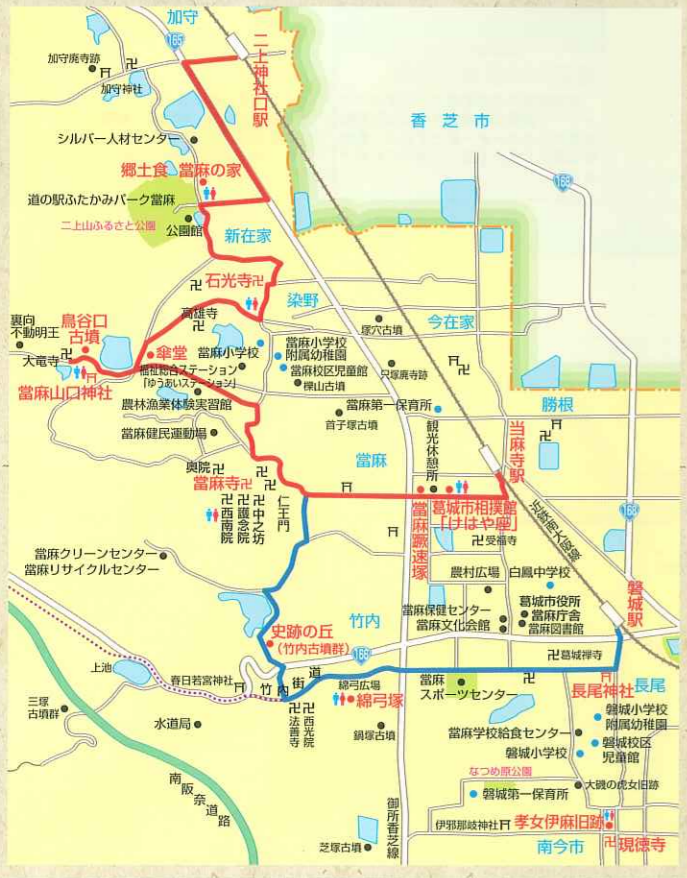 加守
165
二上神社口駅
加守廃寺跡
加守神社
香芝市
シルバー人材センター
郷土食 當麻の家
168
道の駅ふたかみパーク當麻
二上山ふるさと公園
公園館
新在家
石光寺
染野
高雄寺
今在家
裏向
不動明王
鳥谷口
古墳
塚穴古墳
大竜寺
傘堂
當麻小学校
當麻小学校
附属幼稚園
當麻校区児童館
只塚廃寺跡
櫟山古墳
當麻山口神社
福祉総合ステーション
「ゆうあいステーション」
農林漁業体験実習館
當麻第一保育所
首子塚古墳
勝根
當麻健民運動場
當麻
観光休憩所
当麻寺駅
奥院
當麻寺
西南院
護念院
中之坊
仁王門
當麻蹶速塚
葛城市相撲館
「けはや座」
近鉄南大阪線
168
受福寺
當麻クリーンセンター
當麻リサイクルセンター
農村広場
白鳳中学校
磐城駅
當麻保健センター
當麻文化会館
葛城市役所
當麻庁舎
當麻図書館
竹内
史跡の丘
(竹内古墳群)
166
葛城禅寺
上池
春日若宮神社
竹内街道
綿弓広場
綿弓塚
當麻
スポーツセンター
長尾神社
長尾
三塚
古墳群
水道局
法善寺
西光院
鍋塚古墳
磐城小学校
附属幼稚園
當麻学校給食センター
磐城校区
児童館
磐城小学校
南阪奈道路
なつめ原公園
磐城第一保育所
大磯の虎女旧跡
御所香芝線
伊邪那岐神社
孝女伊麻旧跡
芝塚古墳
南今市
現徳寺